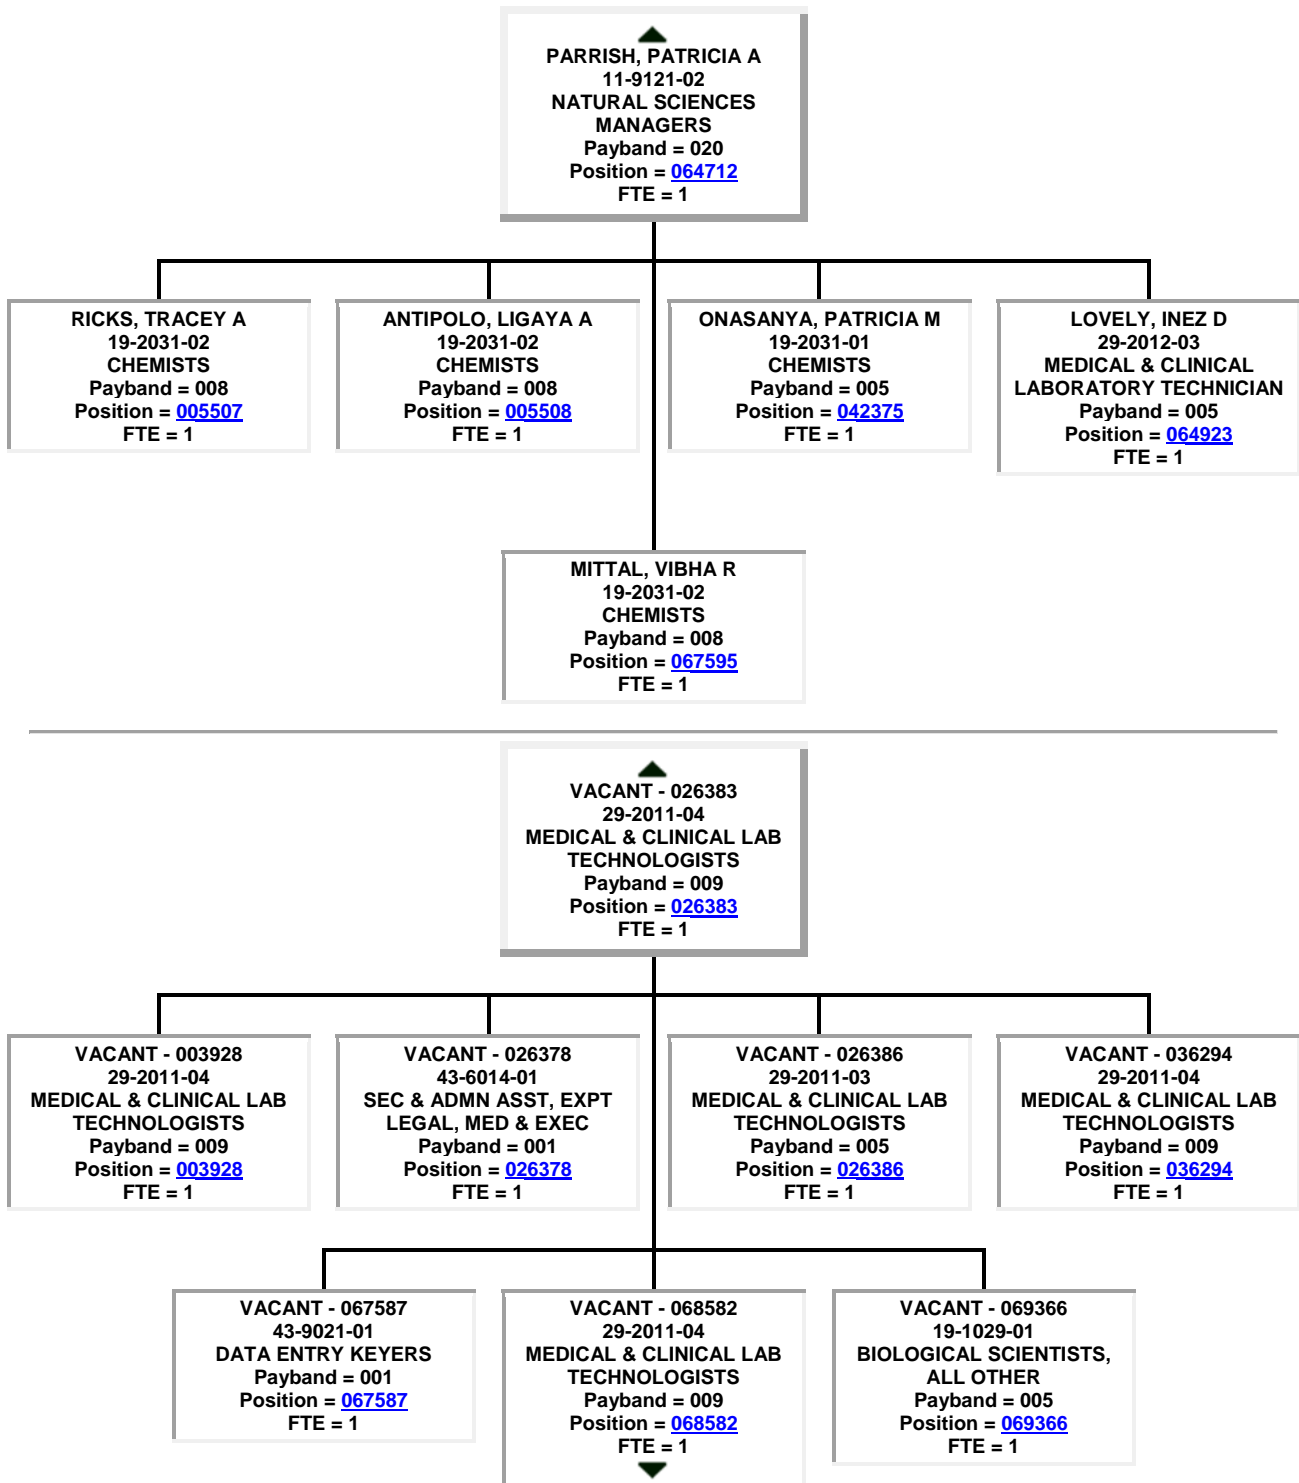 PARRISH, PATRICIA A
11-9121-02
NATURAL SCIENCES
MANAGERS
Payband = 020
Position = 064712
FTE = 1
RICKS, TRACEY A
19-2031-02
CHEMISTS
Payband = 008
Position = 005507
FTE = 1
ANTIPOLO, LIGAYA A
19-2031-02
CHEMISTS
Payband = 008
Position = 005508
FTE = 1
ONASANYA, PATRICIA M
19-2031-01
CHEMISTS
Payband = 005
Position = 042375
FTE = 1
LOVELY, INEZ D
29-2012-03
MEDICAL & CLINICAL
LABORATORY TECHNICIAN
Payband = 005
Position = 064923
FTE = 1
MITTAL, VIBHA R
19-2031-02
CHEMISTS
Payband = 008
Position = 067595
FTE = 1
VACANT - 026383
29-2011-04
MEDICAL & CLINICAL LAB
TECHNOLOGISTS
Payband = 009
Position = 026383
FTE = 1
VACANT - 003928
29-2011-04
MEDICAL & CLINICAL LAB
TECHNOLOGISTS
Payband = 009
Position = 003928
FTE = 1
VACANT - 026378
43-6014-01
SEC & ADMN ASST, EXPT
LEGAL, MED & EXEC
Payband = 001
Position = 026378
FTE = 1
VACANT - 026386
29-2011-03
MEDICAL & CLINICAL LAB
TECHNOLOGISTS
Payband = 005
Position = 026386
FTE = 1
VACANT - 036294
29-2011-04
MEDICAL & CLINICAL LAB
TECHNOLOGISTS
Payband = 009
Position = 036294
FTE = 1
VACANT - 067587
43-9021-01
DATA ENTRY KEYERS
Payband = 001
Position = 067587
FTE = 1
VACANT - 068582
29-2011-04
MEDICAL & CLINICAL LAB
TECHNOLOGISTS
Payband = 009
Position = 068582
FTE = 1
VACANT - 069366
19-1029-01
BIOLOGICAL SCIENTISTS,
ALL OTHER
Payband = 005
Position = 069366
FTE = 1